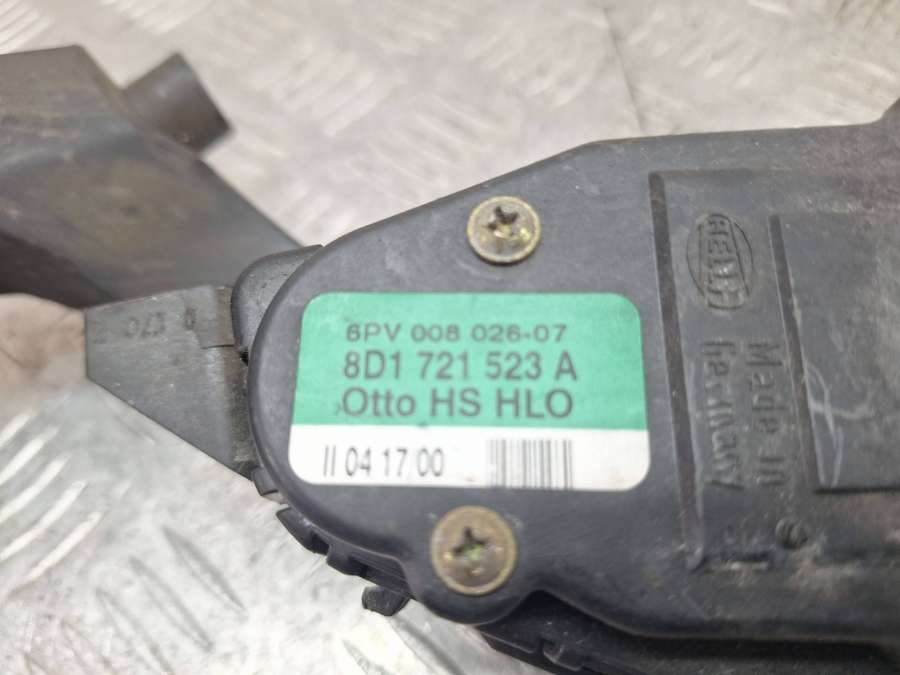 6PV 008 026-07
8D1 721 523 A
Otto HS HLO
II 04 17/00
HELLA
Made in
Germany